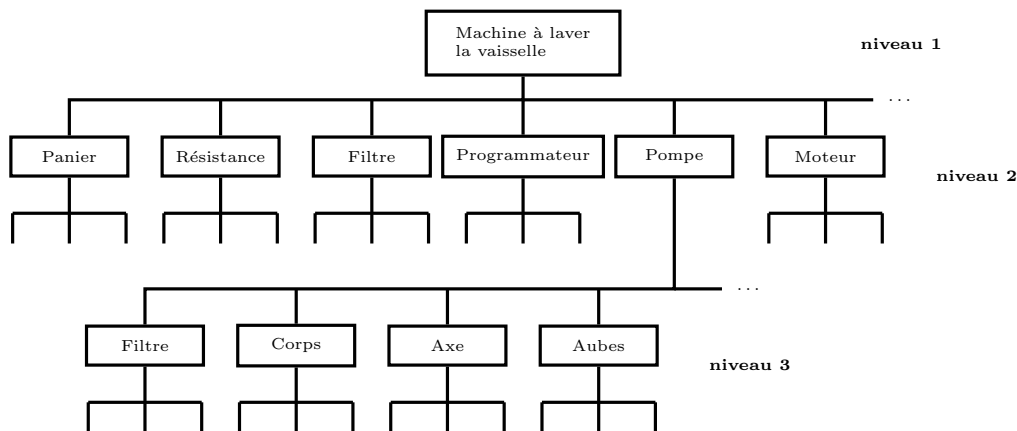 Machine à laver
la vaisselle
niveau 1
...
Panier
Résistance
Filtre
Programmateur
Pompe
Moteur
niveau 2
...
Filtre
Corps
Axe
Aubes
niveau 3